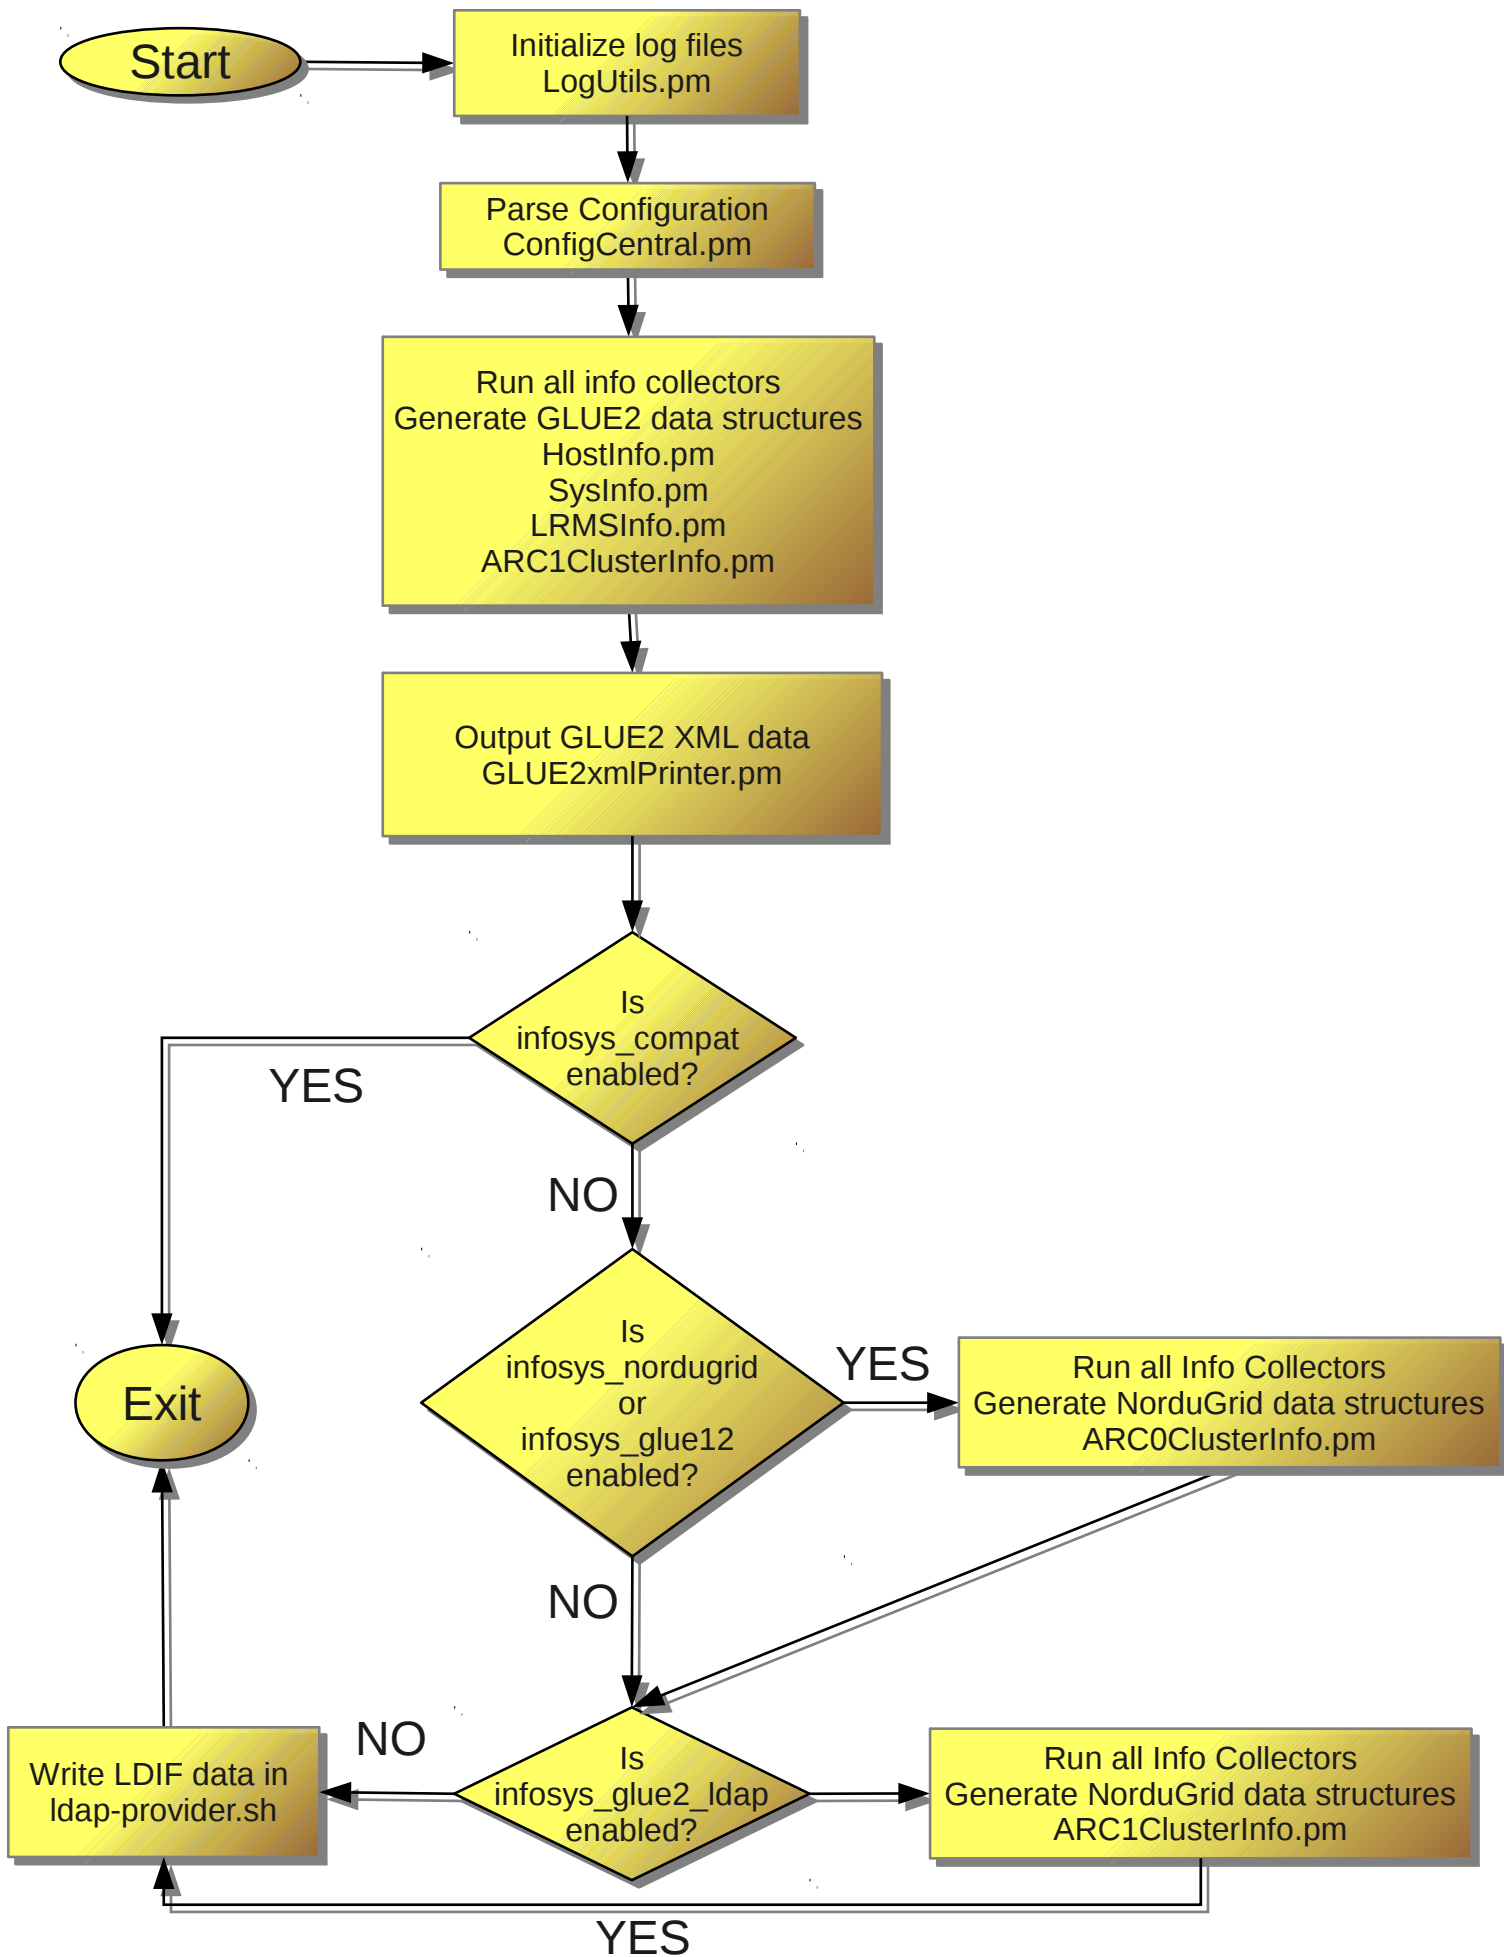 Start
Initialize log files
LogUtils.pm
Parse Configuration
ConfigCentral.pm
Run all info collectors
Generate GLUE2 data structures
HostInfo.pm
SysInfo.pm
LRMSInfo.pm
ARC1ClusterInfo.pm
Output GLUE2 XML data
GLUE2xmlPrinter.pm
Is
infosys_compat
enabled?
YES
NO
Is
infosys_nordugrid
or
infosys_glue12
enabled?
YES
Run all Info Collectors
Generate NorduGrid data structures
ARC0ClusterInfo.pm
Exit
NO
Is
infosys_glue2_ldap
enabled?
NO
Write LDIF data in
ldap-provider.sh
Run all Info Collectors
Generate NorduGrid data structures
ARC1ClusterInfo.pm
YES